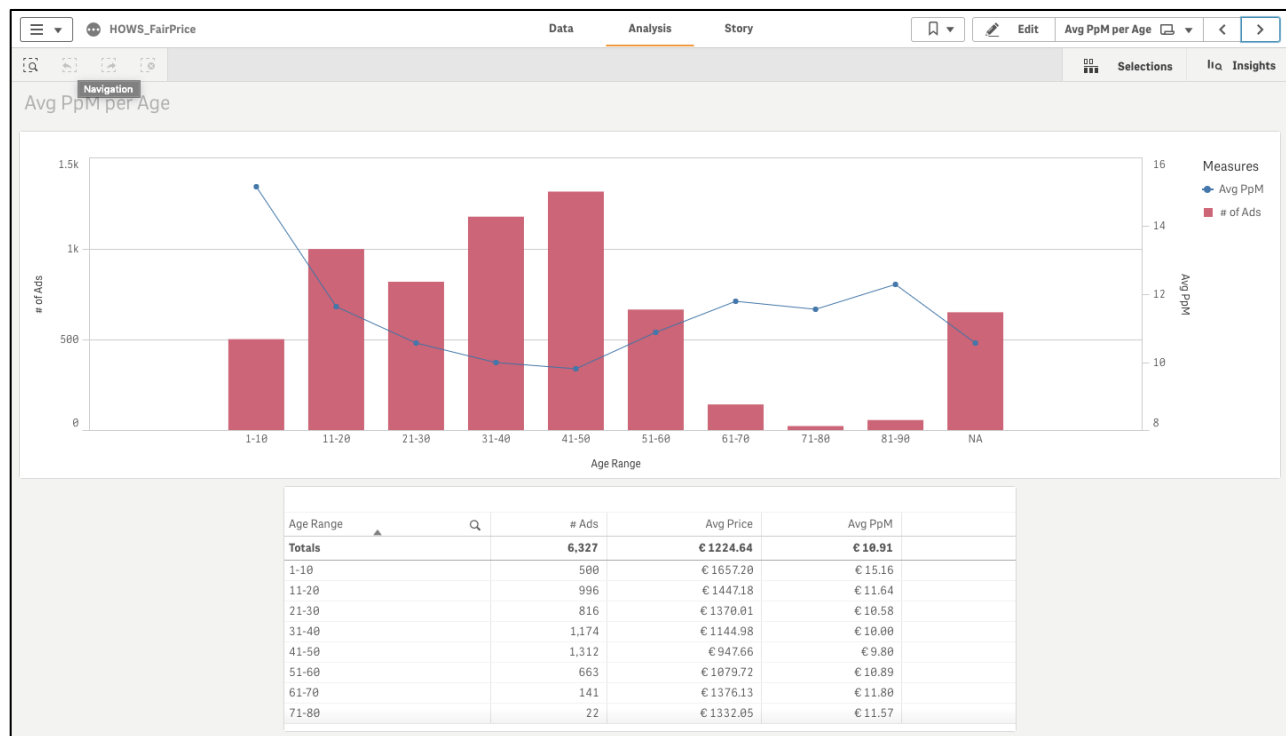 HOWS_FairPrice Data Analysis Story Edit Avg PpM per Age
Selections Insights
Navigation
Avg PpM per Age
1.5k
1k
500
0
# of Ads
16
14
12
10
8
Avg PpM
Measures
Avg PpM
# of Ads
1-10 11-20 21-30 31-40 41-50 51-60 61-70 71-80 81-90 NA
Age Range
Age Range # Ads Avg Price Avg PpM
Totals 6,327 € 1224.64 € 10.91
1-10 500 € 1657.20 € 15.16
11-20 996 € 1447.18 € 11.64
21-30 816 € 1370.01 € 10.58
31-40 1,174 € 1144.98 € 10.00
41-50 1,312 € 947.66 € 9.80
51-60 663 € 1079.72 € 10.89
61-70 141 € 1376.13 € 11.80
71-80 22 € 1332.05 € 11.57